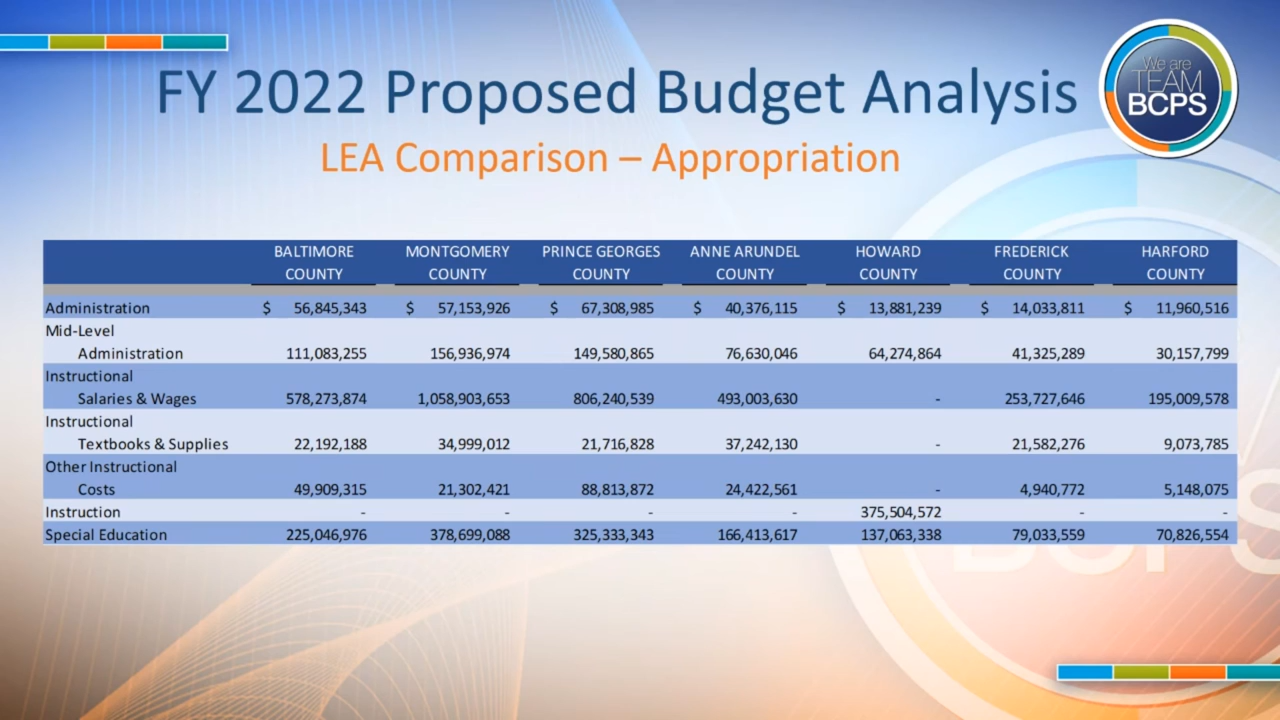 We are
TEAM
BCPS
FY 2022 Proposed Budget Analysis
LEA Comparison – Appropriation
BALTIMORE COUNTY MONTGOMERY COUNTY PRINCE GEORGES COUNTY ANNE ARUNDEL COUNTY HOWARD COUNTY FREDERICK COUNTY HARFORD COUNTY
Administration $ 56,845,343 $ 57,153,926 $ 67,308,985 $ 40,376,115 $ 13,881,239 $ 14,033,811 $ 11,960,516
Mid-Level
Administration 111,083,255 156,936,974 149,580,865 76,630,046 64,274,864 41,325,289 30,157,799
Instructional
Salaries & Wages 578,273,874 1,058,903,653 806,240,539 493,003,630 - 253,727,646 195,009,578
Instructional
Textbooks & Supplies 22,192,188 34,999,012 21,716,828 37,242,130 - 21,582,276 9,073,785
Other Instructional
Costs 49,909,315 21,302,421 88,813,872 24,422,561 - 4,940,772 5,148,075
Instruction - - - - 375,504,572 - -
Special Education 225,046,976 378,699,088 325,333,343 166,413,617 137,063,338 79,033,559 70,826,554